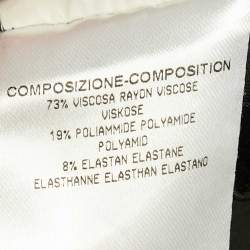 COMPOSIZIONE-COMPOSITION
73% VISCOSA RAYON VISCOSE
VISKOSE
19% POLIAMMIDE POLYAMIDE
POLYAMID
8% ELASTAN ELASTANE
ELASTHANNE ELASTHAN ELASTANO